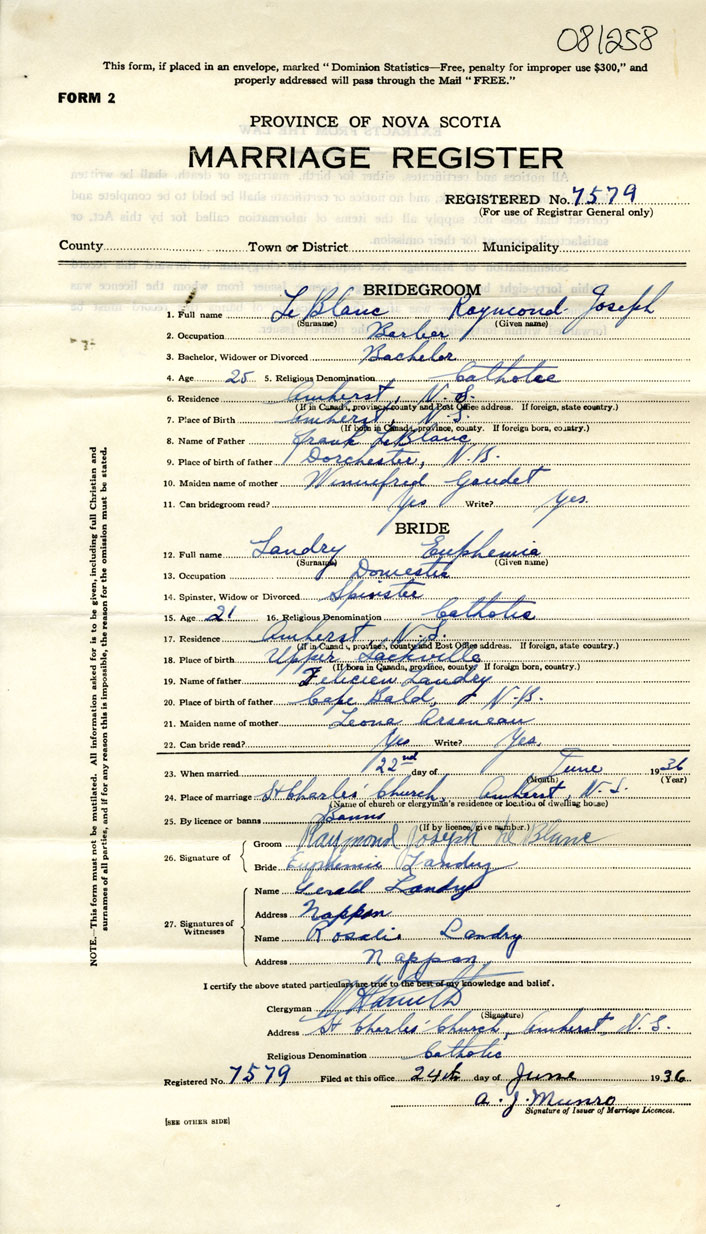 081258
This form, if placed in an envelope, marked "Dominion Statistics—Free, penalty for improper use $300," and
properly addressed will pass through the Mail "FREE."
FORM 2
PROVINCE OF NOVA SCOTIA
MARRIAGE REGISTER
REGISTERED No. 7579
(For use of Registrar General only)
County Town or District Municipality
BRIDEGROOM
1. Full name Le Blanc Raymond Joseph
(Surname) (Given name)
2. Occupation Barber
3. Bachelor, Widower or Divorced Bachelor
4. Age 25 5. Religious Denomination Catholic
6. Residence Amherst, N.S.
(If in Canada, province, county and Post Office address. If foreign, state country.)
7. Place of Birth Amherst, N.S.
(If born in Canada, province, county. If foreign born, country.)
8. Name of Father Frank LeBlanc
9. Place of birth of father Dorchester, N.B.
10. Maiden name of mother Winnefred Goudet
11. Can bridegroom read? Yes Write? Yes.
BRIDE
12. Full name Landry Euphemia
(Surname) (Given name)
13. Occupation Domestic
14. Spinster, Widow or Divorced Spinster
15. Age 21 16. Religious Denomination Catholic
17. Residence Amherst, N.S.
(If in Canada, province, county and Post Office address. If foreign, state country.)
18. Place of birth Upper Sackville
(If born in Canada, province, county. If foreign born, country.)
19. Name of father Felicien Landry
20. Place of birth of father Cape Bald, N.B.
21. Maiden name of mother Leona Arseneau
22. Can bride read? Yes Write? Yes.
23. When married 22nd day of June 1936
(Month) (Year)
24. Place of marriage St Charles' Church Amherst, N.S.
(Name of church or clergyman's residence or location of dwelling house)
25. By licence or banns Banns
(If by licence, give number.)
26. Signature of Groom Raymond Joseph Le Blanc
Bride Euphemie Landry
27. Signatures of Witnesses
Name Gerald Landry
Address Nappan
Name Rosalie Landry
Address Nappan
I certify the above stated particulars are true to the best of my knowledge and belief.
Clergyman
(Signature)
Address St Charles' Church, Amherst, N.S.
Religious Denomination Catholic
Registered No. 7579 Filed at this office 24th day of June 1936
A. J. Munro
Signature of Issuer of Marriage Licences.
[SEE OTHER SIDE]
NOTE.—This form must not be mutilated. All information asked for is to be given, including full Christian and
surnames of all parties, and if for any reason this is impossible, the reason for the omission must be stated.